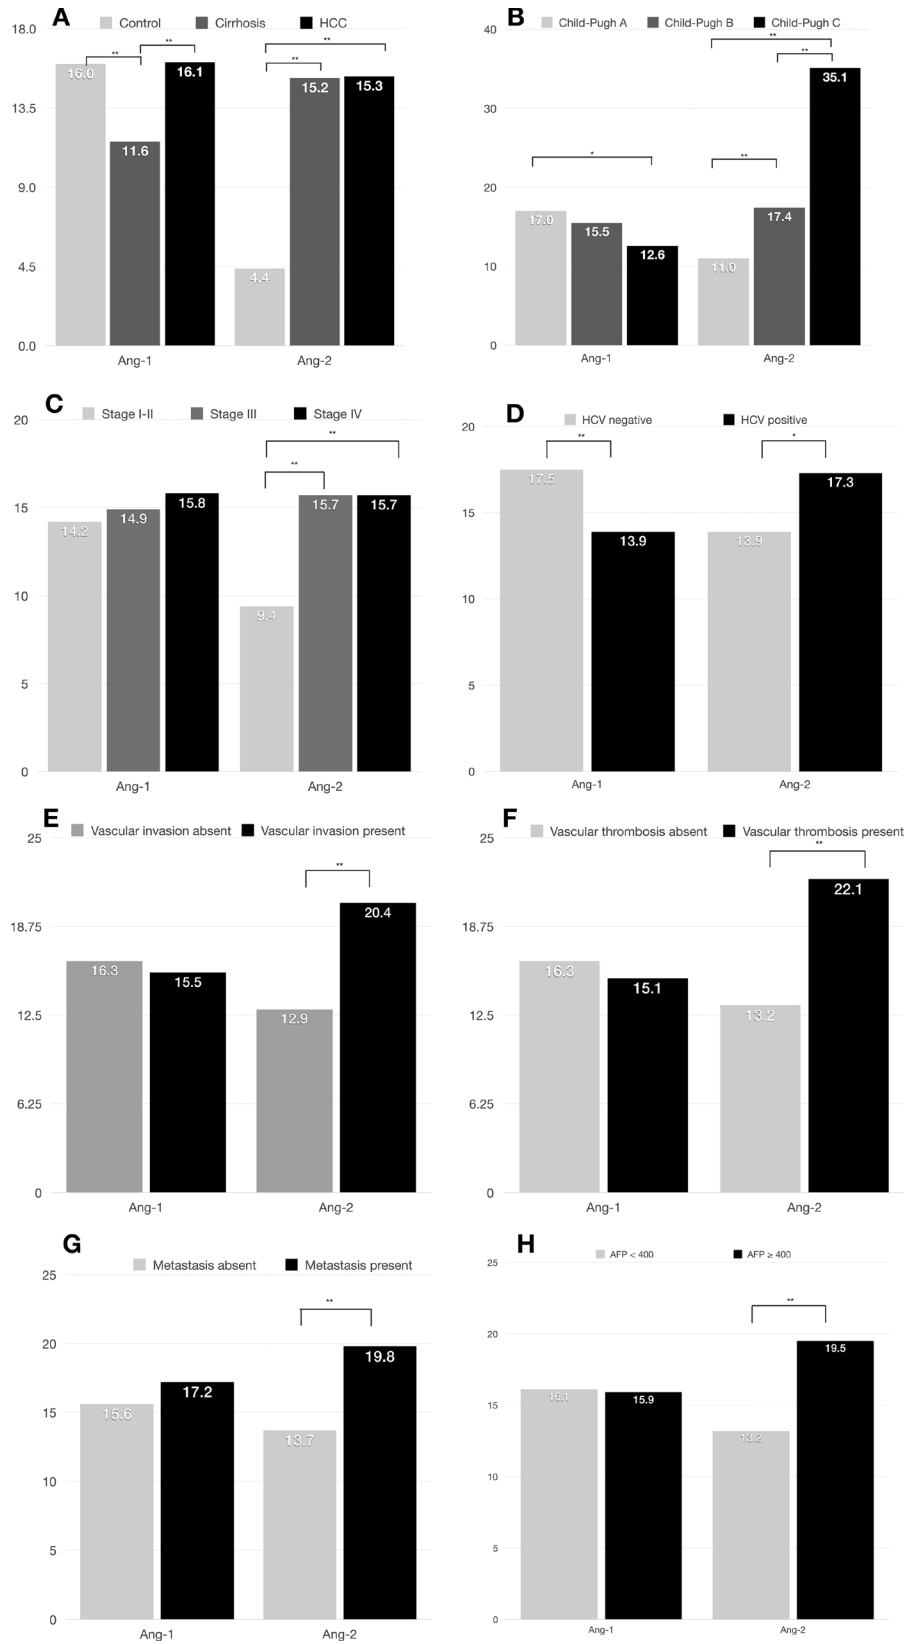 A
Control Cirrhosis HCC
18.0
** **
** **
16.0 16.1
15.2 15.3
13.5
11.6
9.0
4.5
4.4
0.0
Ang-1 Ang-2
B
Child-Pugh A Child-Pugh B Child-Pugh C
40
**
**
35.1
30
* **
20
17.0 15.5 12.6
11.0 17.4
10
0
Ang-1 Ang-2
C
Stage I-II Stage III Stage IV
20
**
**
15
14.2 14.9 15.8
9.4 15.7 15.7
10
5
0
Ang-1 Ang-2
D
HCV negative HCV positive
20
** *
17.5 13.9
13.9 17.3
15
10
5
0
Ang-1 Ang-2
E
Vascular invasion absent Vascular invasion present
25
**
18.75
16.3 15.5
12.9 20.4
12.5
6.25
0
Ang-1 Ang-2
F
Vascular thrombosis absent Vascular thrombosis present
25
**
18.75
16.3 15.1
13.2 22.1
12.5
6.25
0
Ang-1 Ang-2
G
Metastasis absent Metastasis present
25
**
20
15.6 17.2
13.7 19.8
15
10
5
0
Ang-1 Ang-2
H
AFP < 400 AFP ≥ 400
25
**
20
16.1 15.9
13.2 19.5
15
10
5
0
Ang-1 Ang-2